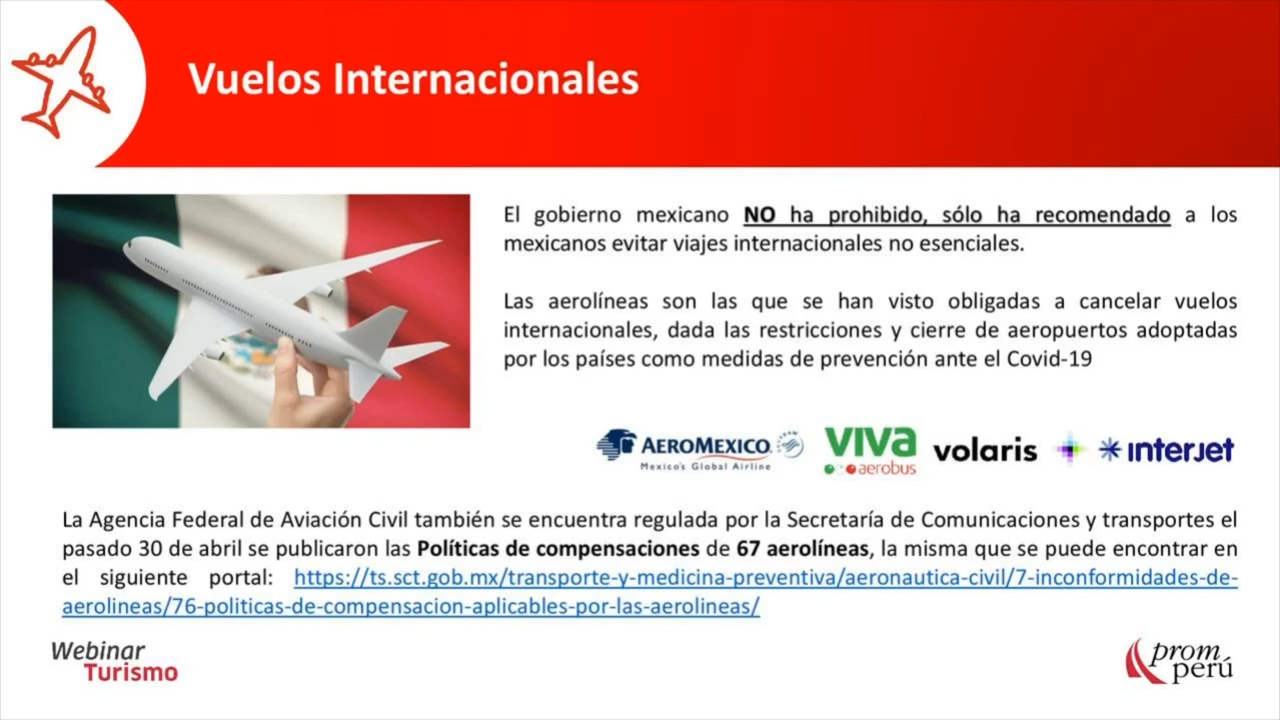 Vuelos Internacionales
El gobierno mexicano NO ha prohibido, sólo ha recomendado a los
mexicanos evitar viajes internacionales no esenciales.
Las aerolíneas son las que se han visto obligadas a cancelar vuelos
internacionales, dada las restricciones y cierre de aeropuertos adoptadas
por los países como medidas de prevención ante el Covid-19
AEROMEXICO
Mexico's Global Airline
SKYTEAM
viva
aerobus
volaris
interjet
La Agencia Federal de Aviación Civil también se encuentra regulada por la Secretaría de Comunicaciones y transportes el
pasado 30 de abril se publicaron las Políticas de compensaciones de 67 aerolíneas, la misma que se puede encontrar en
el siguiente portal: https://ts.sct.gob.mx/transporte-y-medicina-preventiva/aeronautica-civil/7-inconformidades-de-
aerolineas/76-politicas-de-compensacion-aplicables-por-las-aerolineas/
Webinar
Turismo
prom
perú